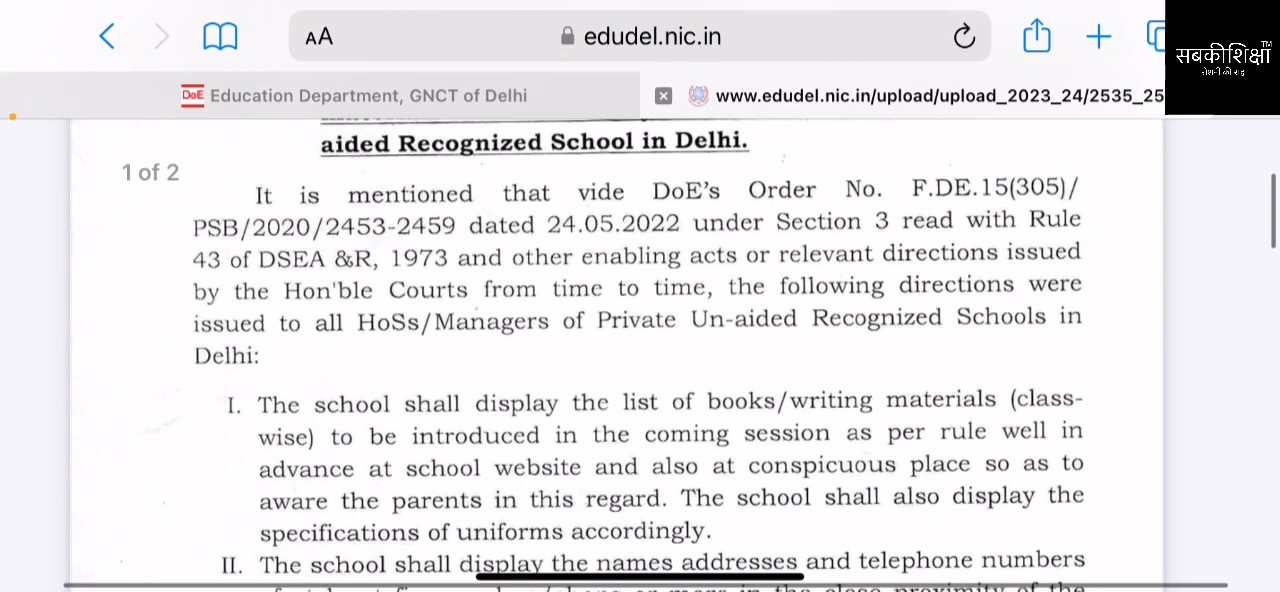 AA edudel.nic.in
सबकीशिक्षा™
DoE Education Department, GNCT of Delhi
www.edudel.nic.in/upload/upload_2023_24/2535_25
aided Recognized School in Delhi.
1 of 2
It is mentioned that vide DoE's Order No. F.DE.15(305)/
PSB/2020/2453-2459 dated 24.05.2022 under Section 3 read with Rule
43 of DSEA &R, 1973 and other enabling acts or relevant directions issued
by the Hon'ble Courts from time to time, the following directions were
issued to all HoSs/Managers of Private Un-aided Recognized Schools in
Delhi:
I. The school shall display the list of books/writing materials (class-
wise) to be introduced in the coming session as per rule well in
advance at school website and also at conspicuous place so as to
aware the parents in this regard. The school shall also display the
specifications of uniforms accordingly.
II. The school shall display the names addresses and telephone numbers